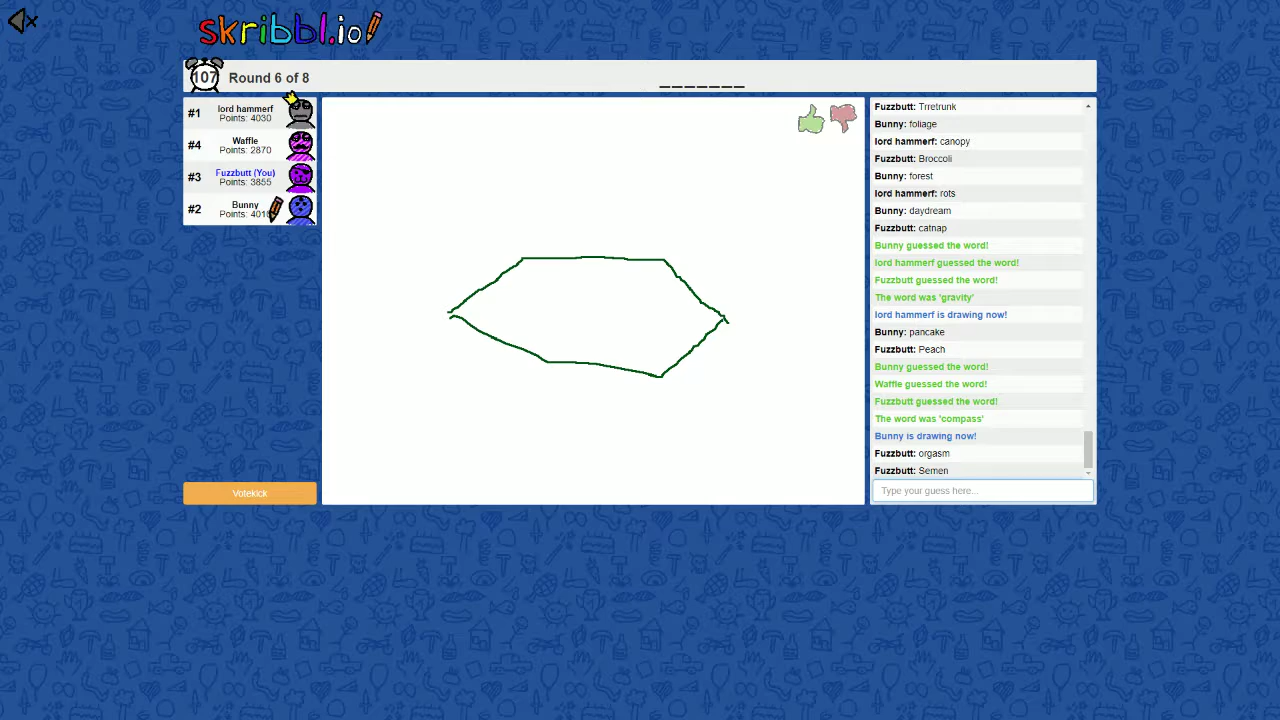 skribbl.io
107
Round 6 of 8
_______
#1
lord hammerf
Points: 4030
#4
Waffle
Points: 2870
#3
Fuzzbutt (You)
Points: 3855
#2
Bunny
Points: 401
Votekick
Fuzzbutt: Trretrunk
Bunny: foliage
lord hammerf: canopy
Fuzzbutt: Broccoli
Bunny: forest
lord hammerf: rots
Bunny: daydream
Fuzzbutt: catnap
Bunny guessed the word!
lord hammerf guessed the word!
Fuzzbutt guessed the word!
The word was 'gravity'
lord hammerf is drawing now!
Bunny: pancake
Fuzzbutt: Peach
Bunny guessed the word!
Waffle guessed the word!
Fuzzbutt guessed the word!
The word was 'compass'
Bunny is drawing now!
Fuzzbutt: orgasm
Fuzzbutt: Semen
Type your guess here...